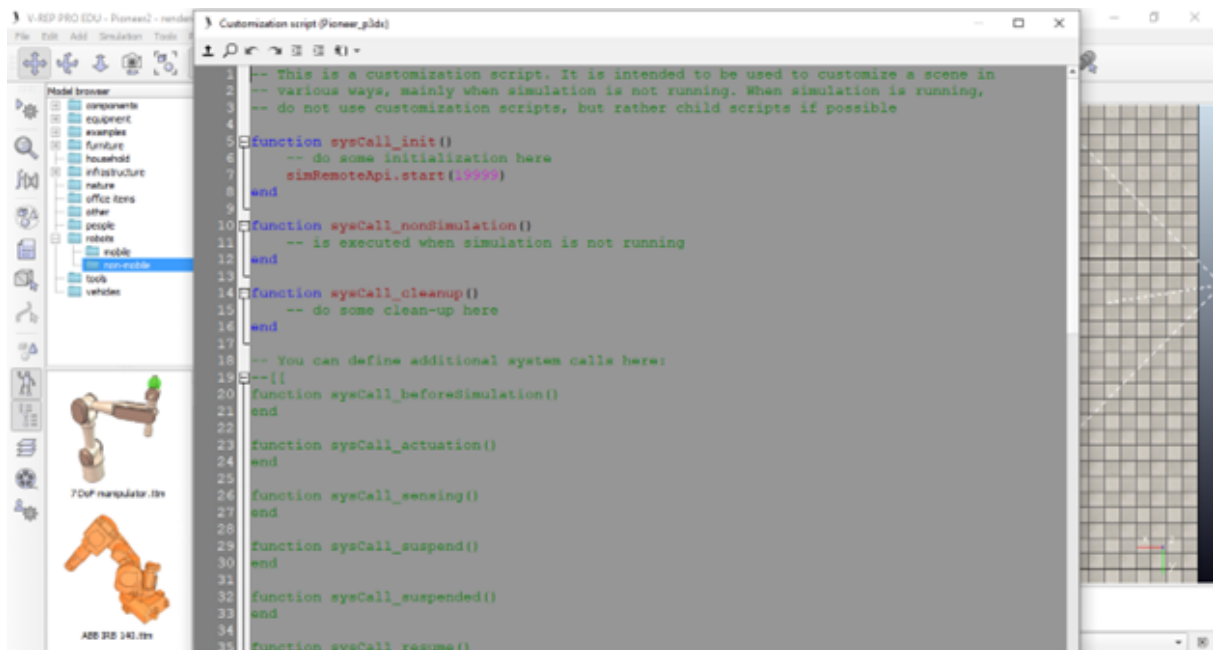 V-REP PRO EDU - Pioneer2 - render
File Edit Add Simulation Tools
Customization script (Pioneer_p3dx)
Model browser
components
equipment
examples
furniture
household
infrastructure
nature
office items
other
people
robots
mobile
non-mobile
tools
vehicles
7 DoF manipulator.ttm
ABB IRB 140.ttm
f(x)
1 -- This is a customization script. It is intended to be used to customize a scene in
2 -- various ways, mainly when simulation is not running. When simulation is running,
3 -- do not use customization scripts, but rather child scripts if possible
4
5 function sysCall_init()
6 -- do some initialization here
7 simRemoteApi.start(19999)
8 end
9
10 function sysCall_nonSimulation()
11 -- is executed when simulation is not running
12 end
13
14 function sysCall_cleanup()
15 -- do some clean-up here
16 end
17
18 -- You can define additional system calls here:
19 --[[
20 function sysCall_beforeSimulation()
21 end
22
23 function sysCall_actuation()
24 end
25
26 function sysCall_sensing()
27 end
28
29 function sysCall_suspend()
30 end
31
32 function sysCall_suspended()
33 end
34
35 function sysCall_resume()